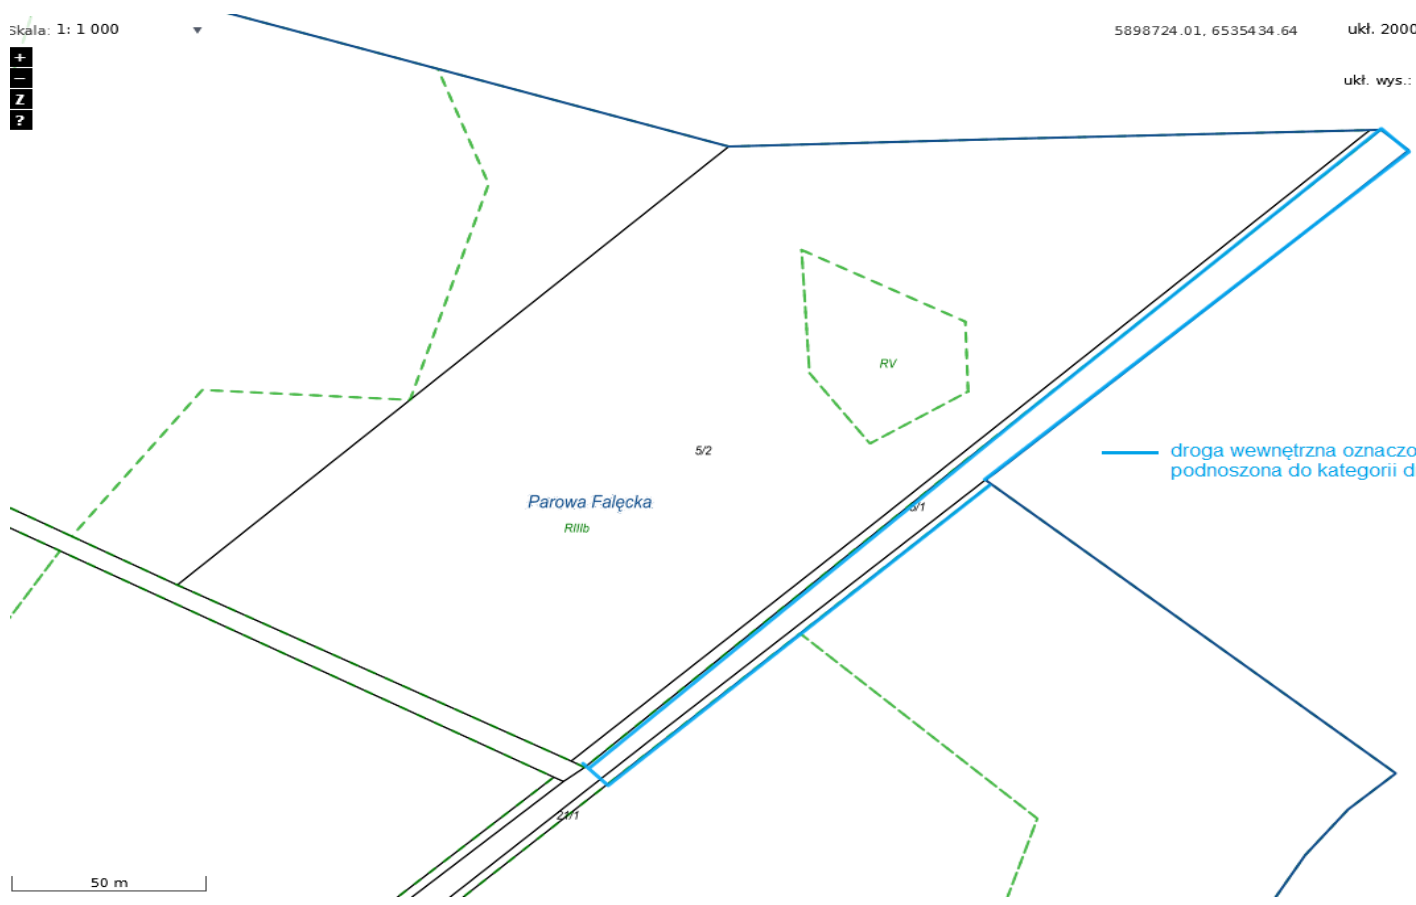 Skala: 1: 1 000
5898724.01, 6535434.64
ukł. 2000
+
ukł. wys.:
−
Z
?
RV
5/2
droga wewnętrzna oznaczo
podnoszona do kategorii d
Parowa Falęcka
/1
RIIIb
21/1
50 m